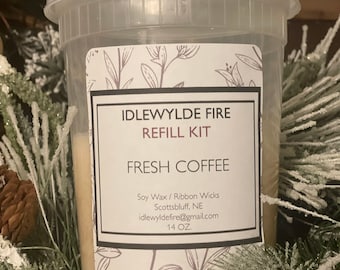 IDLEWYLDE FIRE
REFILL KIT
FRESH COFFEE
Soy Wax / Ribbon Wicks
Scottsbluff, NE
idlewyldefire@gmail.com
14 OZ.